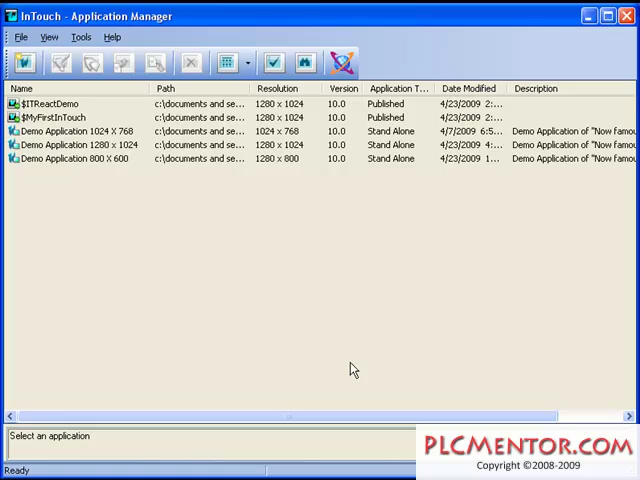 InTouch - Application Manager
File View Tools Help
Name Path Resolution Version Application T... Date Modified Description
$ITReactDemo c:\documents and se... 1280 x 1024 10.0 Published 4/23/2009 2:...
$MyFirstInTouch c:\documents and se... 1280 x 1024 10.0 Published 4/23/2009 2:...
Demo Application 1024 X 768 c:\documents and se... 1024 x 768 10.0 Stand Alone 4/7/2009 6:5... Demo Application of "Now famou
Demo Application 1280 x 1024 c:\documents and se... 1280 x 1024 10.0 Stand Alone 4/23/2009 4:... Demo Application of "Now famou
Demo Application 800 X 600 c:\documents and se... 1280 x 800 10.0 Stand Alone 4/23/2009 1... Demo Application of "Now famou
Select an application
PLCMentor.com
Copyright ©2008-2009
Ready